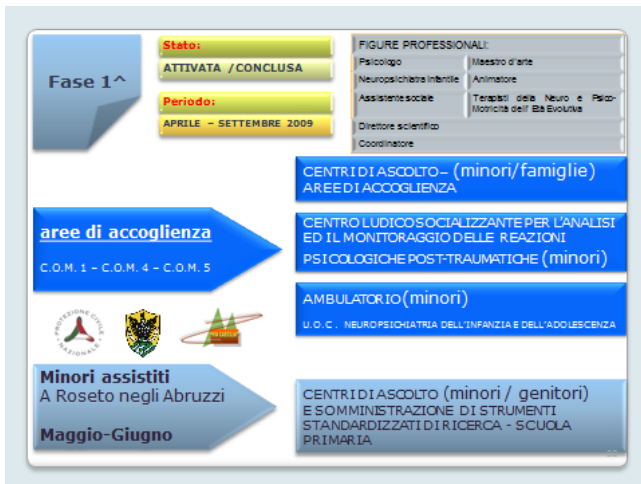 Fase 1^
Stato:
ATTIVATA /CONCLUSA
Periodo:
APRILE – SETTEMBRE 2009
FIGURE PROFESSIONALI:
Psicologo
Maestro d'arte
Neuropsichiatra Infantile
Animatore
Assistente sociale
Terapisti della Neuro e Psico-
Motricità dell' Età Evolutiva
Direttore scientifico
Coordinatore
aree di accoglienza
C.O.M. 1 – C.O.M. 4 – C.O.M. 5
CENTRI DI ASCOLTO – (minori/famiglie)
AREE DI ACCOGLIENZA
CENTRO LUDICO SOCIALIZZANTE PER L'ANALISI
ED IL MONITORAGGIO DELLE REAZIONI
PSICOLOGICHE POST-TRAUMATICHE (minori)
AMBULATORIO (minori)
U.O.C. NEUROPSICHIATRIA DELL'INFANZIA E DELL'ADOLESCENZA
PROTEZIONE CIVILE
NAZIONALE
Minori assistiti
A Roseto negli Abruzzi
Maggio-Giugno
CENTRI DI ASCOLTO (minori / genitori)
E SOMMINISTRAZIONE DI STRUMENTI
STANDARDIZZATI DI RICERCA - SCUOLA
PRIMARIA